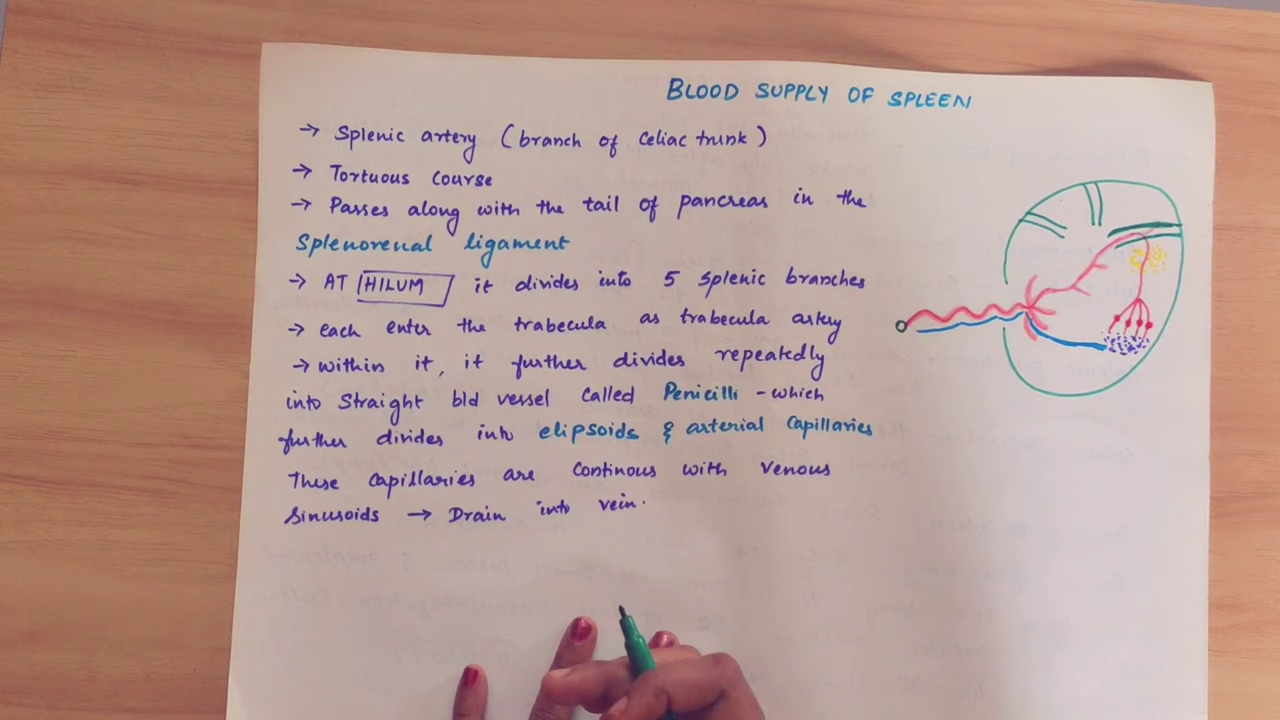 BLOOD SUPPLY OF SPLEEN
→ Splenic artery (branch of Celiac trunk)
→ Tortuous Course
→ Passes along with the tail of pancreas in the
Splenorenal ligament
→ AT HILUM it divides into 5 splenic branches
→ each enter the trabecula as trabecula artery
→ within it, it further divides repeatedly
into straight bld vessel called Penicilli - which
further divides into elipsoids & arterial Capillaries
These capillaries are Continous with venous
Sinusoids → Drain into vein.